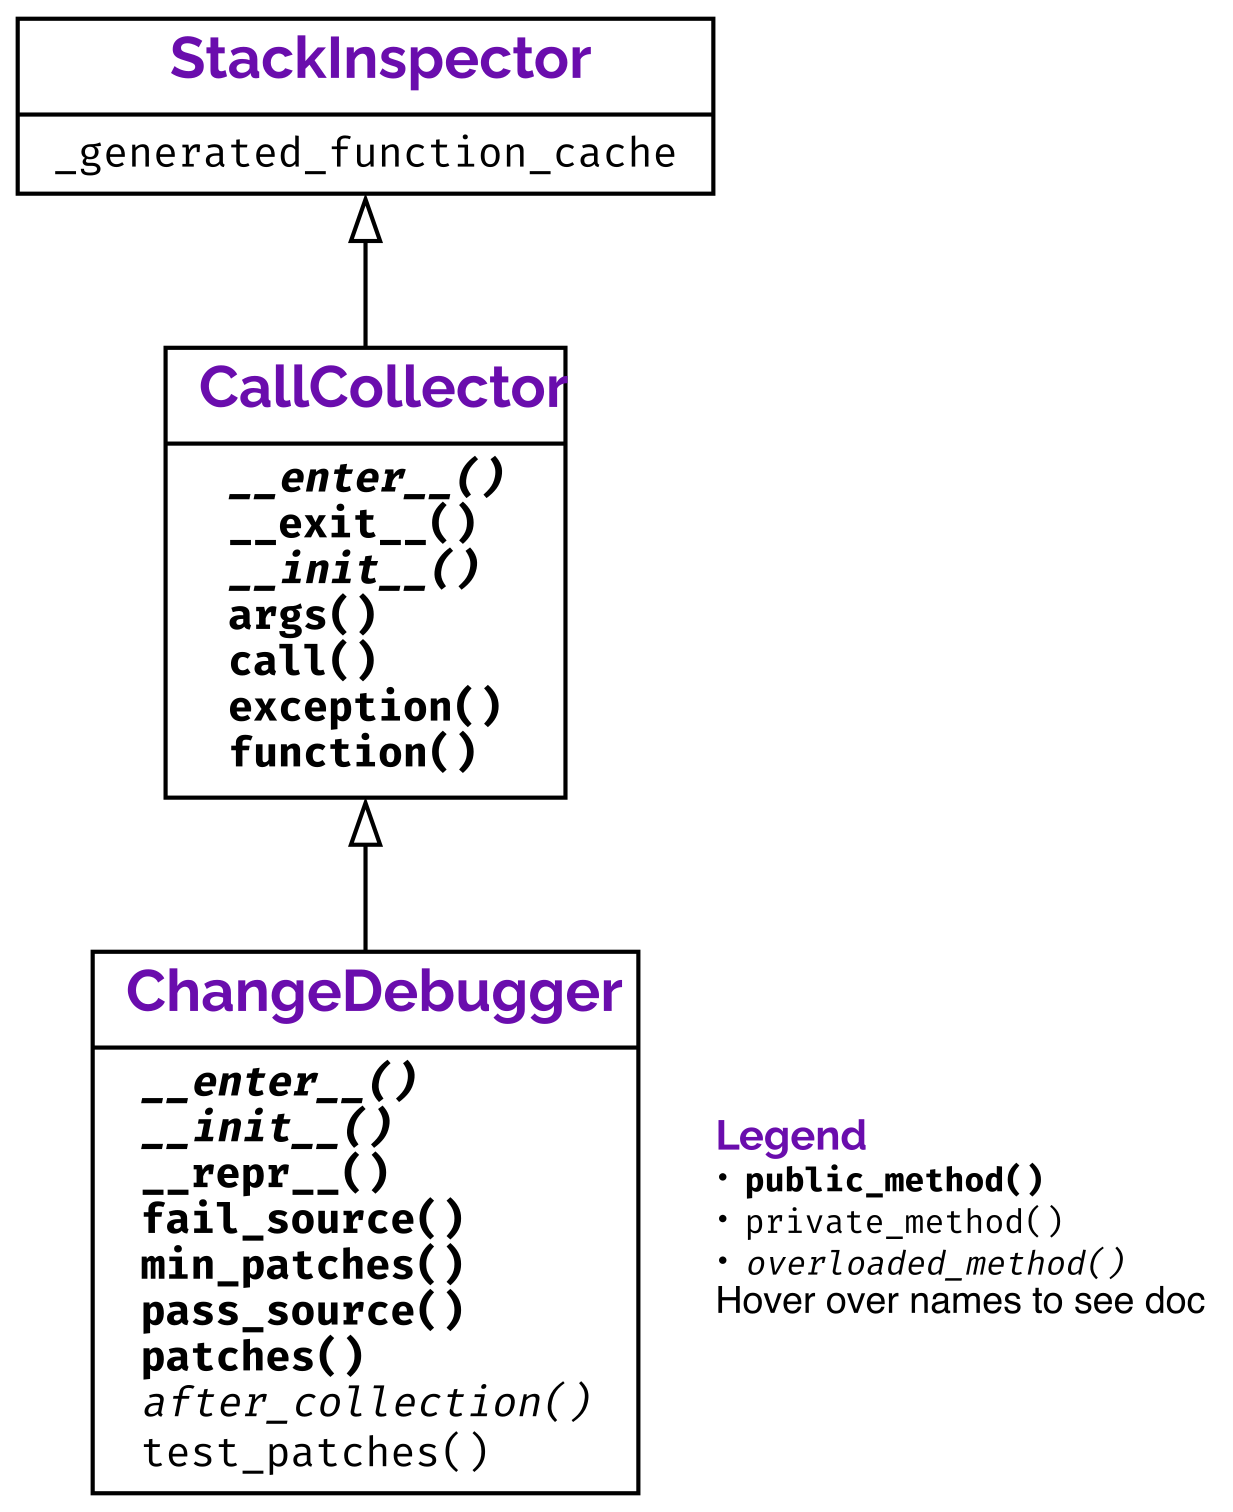 StackInspector
_generated_function_cache
CallCollector
__enter__()
__exit__()
__init__()
args()
call()
exception()
function()
ChangeDebugger
__enter__()
__init__()
__repr__()
fail_source()
min_patches()
pass_source()
patches()
after_collection()
test_patches()
Legend
• public_method()
• private_method()
• overloaded_method()
Hover over names to see doc